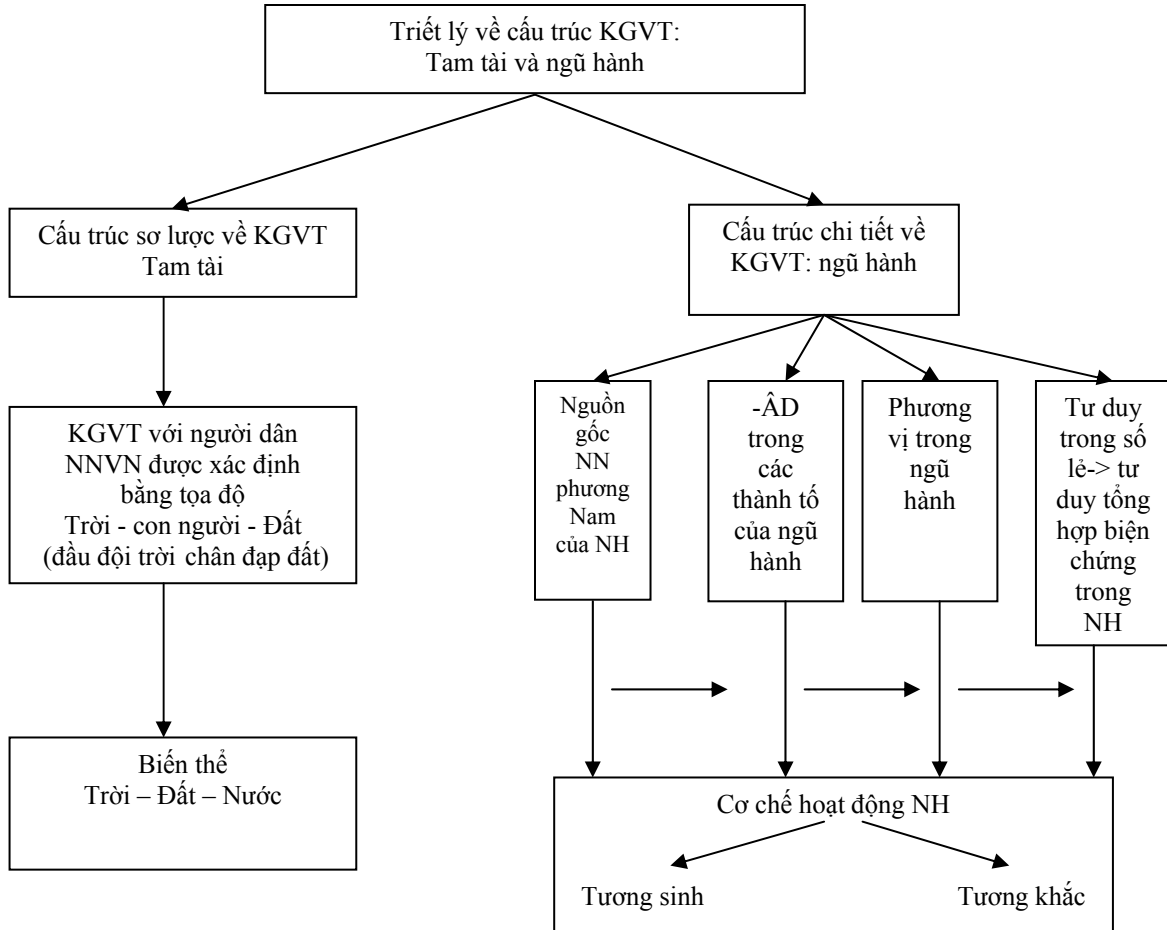 Triết lý về cấu trúc KGVT:
Tam tài và ngũ hành
Cấu trúc sơ lược về KGVT
Tam tài
Cấu trúc chi tiết về
KGVT: ngũ hành
KGVT với người dân
NNVN được xác định
bằng tọa độ
Trời - con người - Đất
(đầu đội trời chân đạp đất)
Nguồn
gốc
NN
phương
Nam
của NH
-ÂD
trong
các
thành tố
của ngũ
hành
Phương
vị trong
ngũ
hành
Tư duy
trong số
lẻ-> tư
duy tổng
hợp biện
chứng
trong
NH
Biến thể
Trời – Đất – Nước
Cơ chế hoạt động NH
Tương sinh
Tương khắc